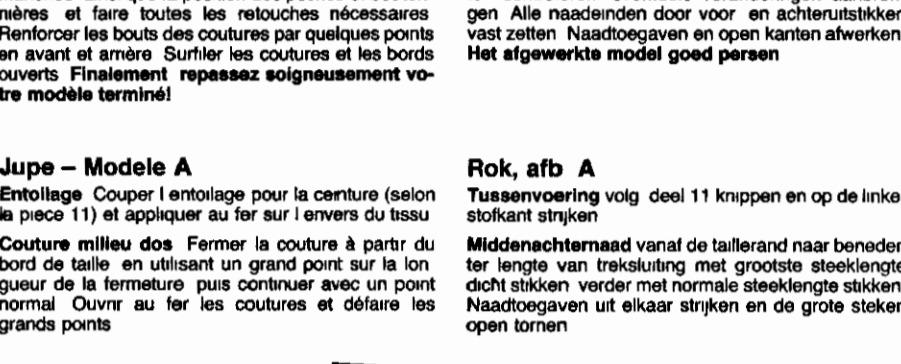 nières et faire toutes les retouches nécessaires
Renforcer les bouts des coutures par quelques points
en avant et arrière Surfiler les coutures et les bords
ouverts Finalement repassez soigneusement vo-
tre modèle terminé!
Jupe – Modele A
Entoilage Couper l entoilage pour la ceinture (selon
la piece 11) et appliquer au fer sur l envers du tissu
Couture milieu dos Fermer la couture à partir du
bord de taille en utilisant un grand point sur la lon
gueur de la fermeture puis continuer avec un point
normal Ouvrir au fer les coutures et défaire les
grands points
gen Alle naadeinden door voor en achteruitstikken
vast zetten Naadtoegaven en open kanten afwerken
Het afgewerkte model goed persen
Rok, afb A
Tussenvoering volg deel 11 knippen en op de linke
stofkant strijken
Middenachternaad vanaf de taillerand naar beneden
ter lengte van treksluiting met grootste steeklengte
dicht stikken verder met normale steeklengte stikken
Naadtoegaven uit elkaar strijken en de grote steken
open tornen